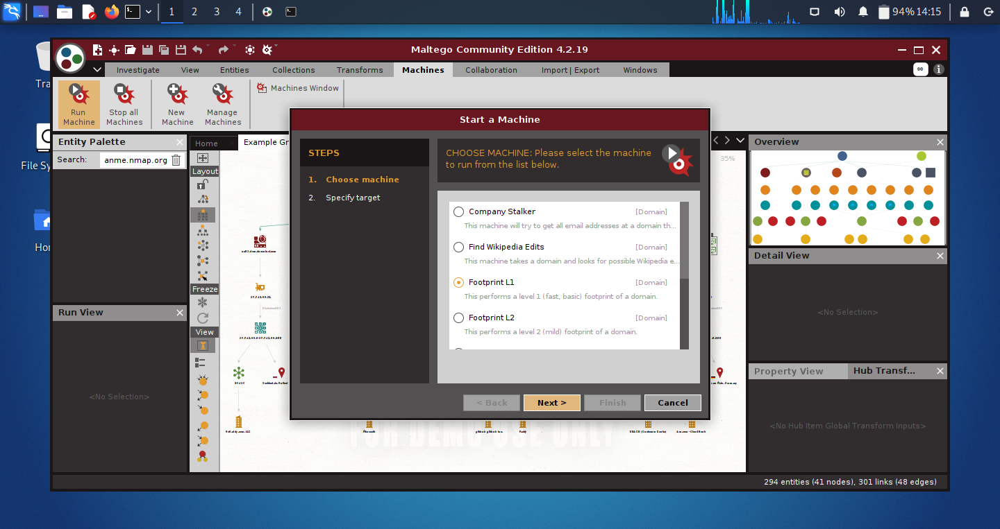 1 2 3 4 94% 14:15
Maltego Community Edition 4.2.19
Investigate View Entities Collections Transforms Machines Collaboration Import | Export Windows
Run Machine
Stop all Machines
New Machine
Manage Machines
Machines Window
Tra
File Sy
Ho
Entity Palette
Search: anme.nmap.org
Run View
<No Selection>
Home
Example Gr
Layout
Freeze
View
35%
Start a Machine
STEPS
1. Choose machine
2. Specify target
CHOOSE MACHINE: Please select the machine
to run from the list below.
Company Stalker [Domain]
This machine will try to get all email addresses at a domain th...
Find Wikipedia Edits [Domain]
This machine takes a domain and looks for possible Wikipedia e...
Footprint L1 [Domain]
This performs a level 1 (fast, basic) footprint of a domain.
Footprint L2 [Domain]
This performs a level 2 (mild) footprint of a domain.
< Back Next > Finish Cancel
FOR DEMO USE ONLY
Overview
Detail View
<No Selection>
Property View Hub Transf...
<No Hub Item Global Transform Inputs>
294 entities (41 nodes), 301 links (48 edges)